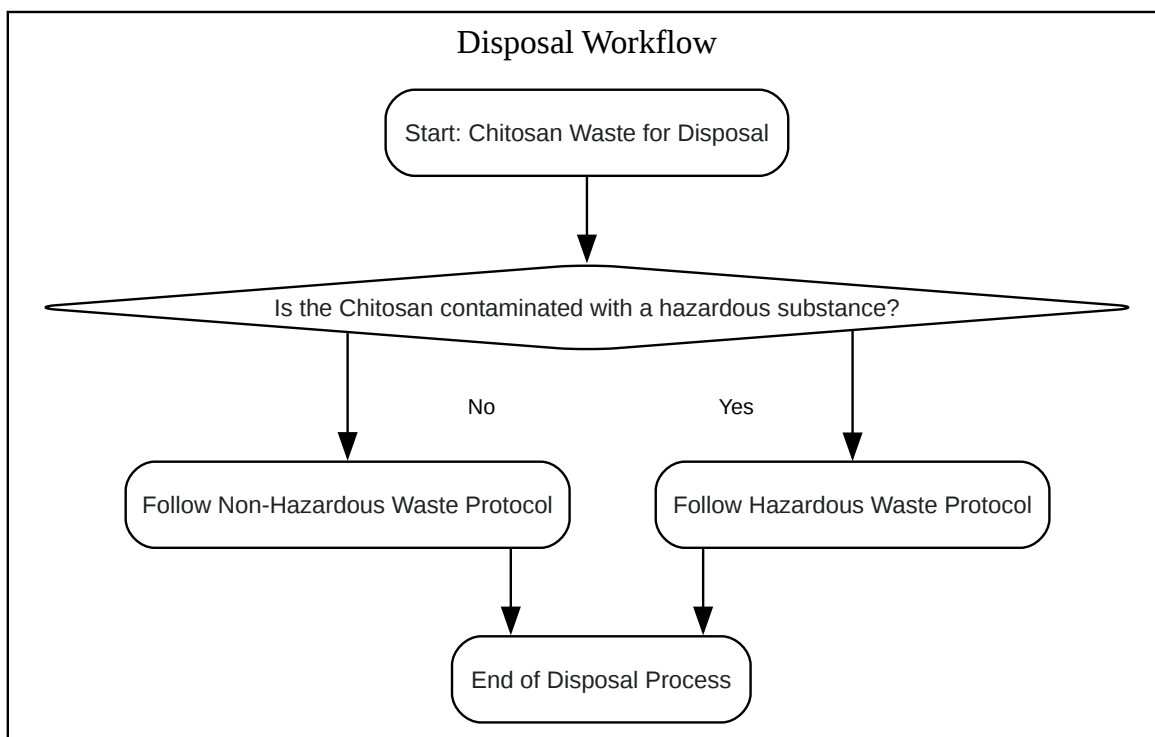 Disposal Workflow
Start: Chitosan Waste for Disposal
Is the Chitosan contaminated with a hazardous substance?
No
Yes
Follow Non-Hazardous Waste Protocol
Follow Hazardous Waste Protocol
End of Disposal Process